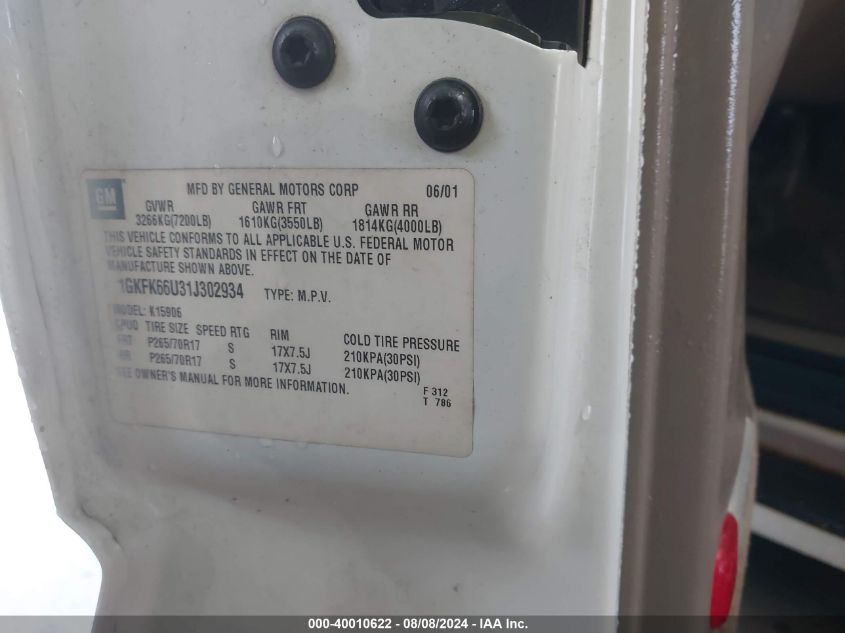 GM
MFD BY GENERAL MOTORS CORP 06/01
GVWR GAWR FRT GAWR RR
3266KG(7200LB) 1610KG(3550LB) 1814KG(4000LB)
THIS VEHICLE CONFORMS TO ALL APPLICABLE U.S. FEDERAL MOTOR
VEHICLE SAFETY STANDARDS IN EFFECT ON THE DATE OF
MANUFACTURE SHOWN ABOVE.
1GKFK66U31J302934 TYPE: M.P.V.
MODEL: K15906
TIRE SIZE SPEED RTG RIM COLD TIRE PRESSURE
FRT P265/70R17 S 17X7.5J 210KPA(30PSI)
RR P265/70R17 S 17X7.5J 210KPA(30PSI)
SEE OWNER'S MANUAL FOR MORE INFORMATION.
F 312
T 786
000-40010622 - 08/08/2024 - IAA Inc.